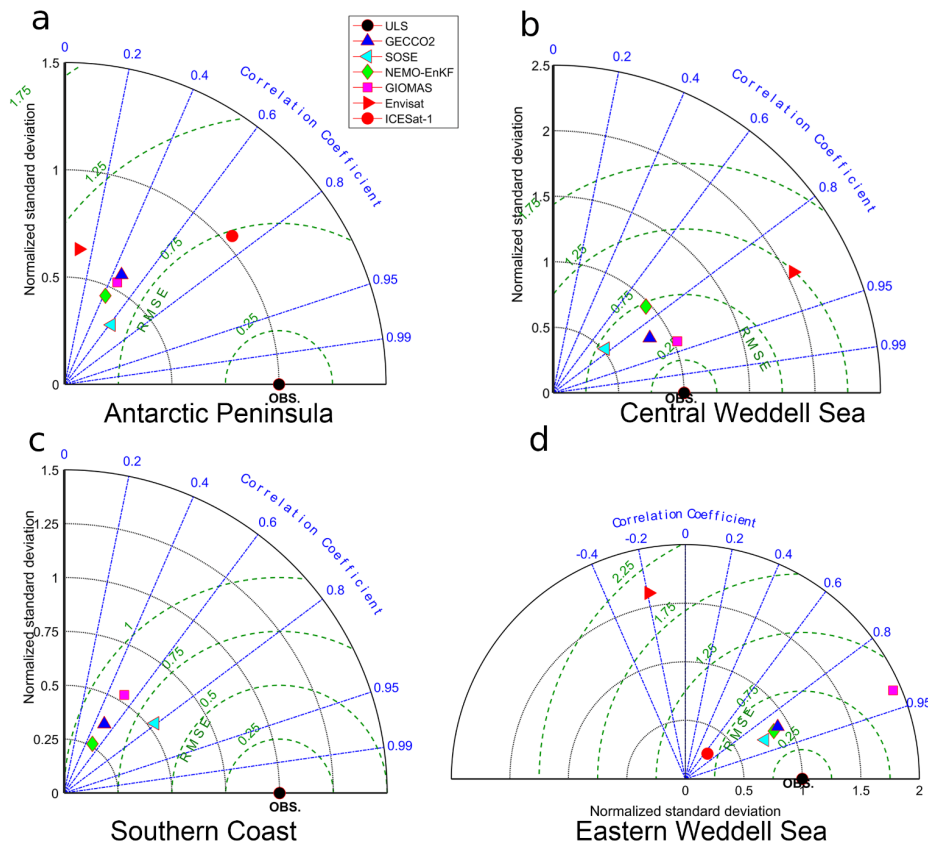 a
ULS
GECCO2
SOSE
NEMO-EnKF
GIOMAS
Envisat
ICESat-1
0
0.2
0.4
0.6
0.8
0.95
0.99
Correlation Coefficient
1.5
1
0.5
0
Normalized standard deviation
1.75
1.25
0.75
0.25
RMSE
OBS.
Antarctic Peninsula
b
0
0.2
0.4
0.6
0.8
0.95
0.99
Correlation Coefficient
2.5
2
1.5
1
0.5
0
Normalized standard deviation
1.75
1.25
0.75
0.25
RMSE
OBS.
Central Weddell Sea
c
0
0.2
0.4
0.6
0.8
0.95
0.99
Correlation Coefficient
1.5
1.25
1
0.75
0.5
0.25
0
Normalized standard deviation
1
0.75
0.5
0.25
RMSE
OBS.
Southern Coast
d
Correlation Coefficient
-0.4
-0.2
0
0.2
0.4
0.6
0.8
0.95
2.25
1.75
1.25
0.75
0.25
RMSE
OBS.
0
0.5
1
1.5
2
Normalized standard deviation
Eastern Weddell Sea